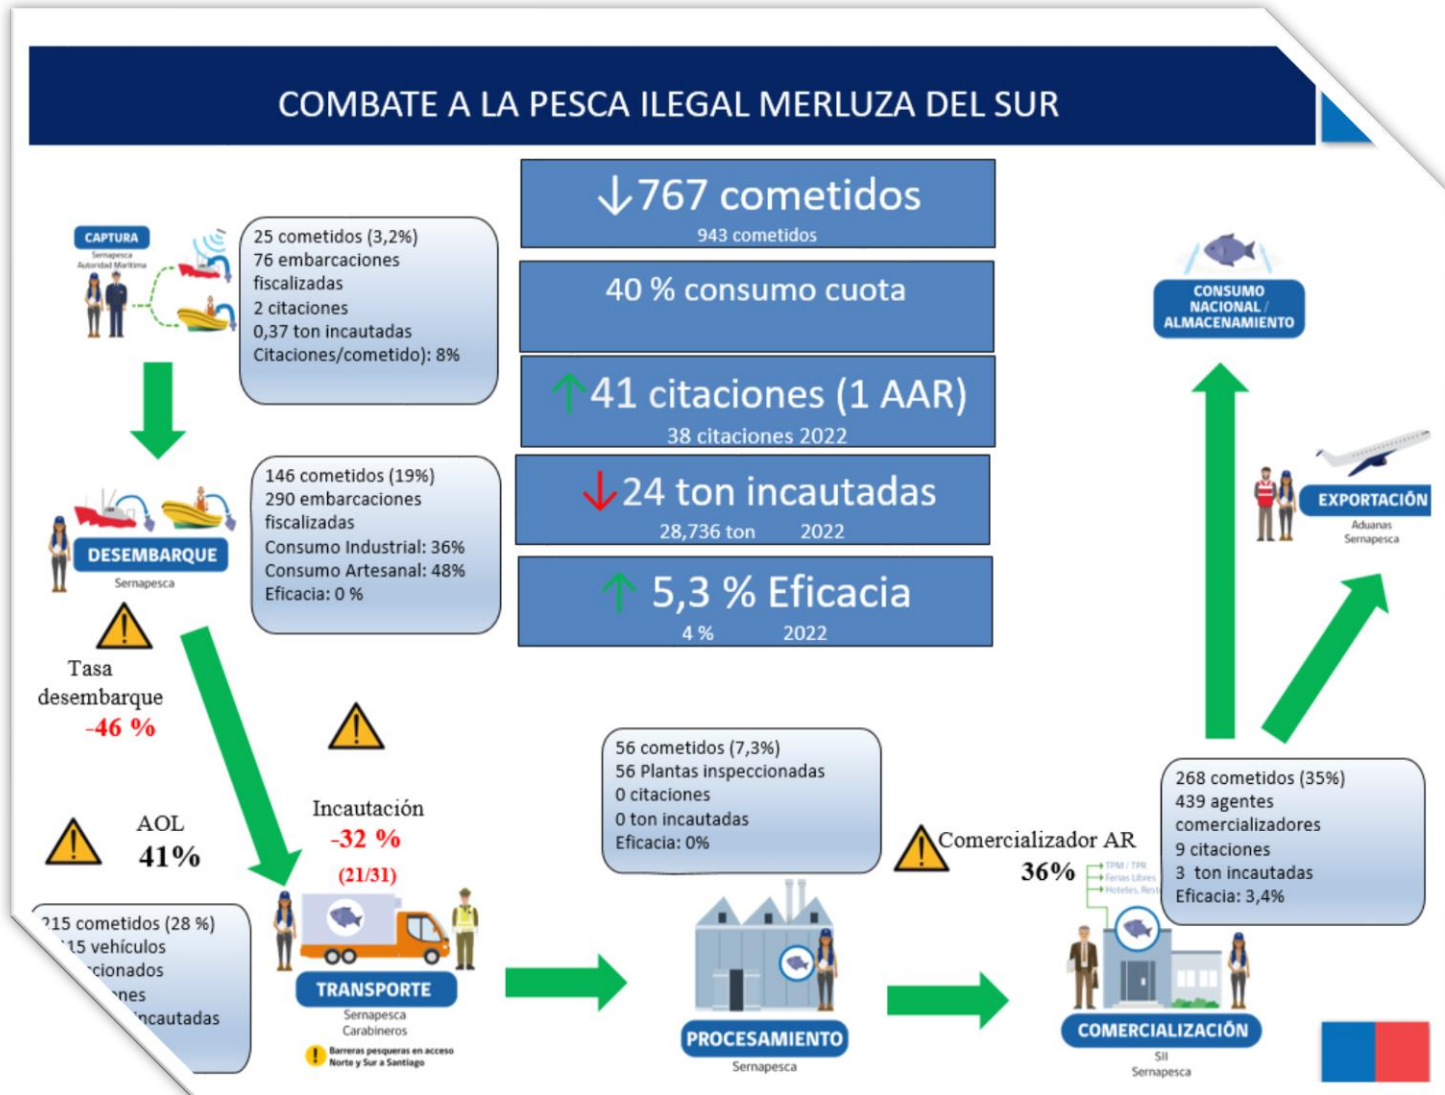 COMBATE A LA PESCA ILEGAL MERLUZA DEL SUR
↓767 cometidos
943 cometidos
40 % consumo cuota
↑41 citaciones (1 AAR)
38 citaciones 2022
↓24 ton incautadas
28,736 ton 2022
↑ 5,3 % Eficacia
4 % 2022
CAPTURA
Sernapesca
Autoridad Marítima
25 cometidos (3,2%)
76 embarcaciones
fiscalizadas
2 citaciones
0,37 ton incautadas
Citaciones/cometido): 8%
DESEMBARQUE
Sernapesca
146 cometidos (19%)
290 embarcaciones
fiscalizadas
Consumo Industrial: 36%
Consumo Artesanal: 48%
Eficacia: 0 %
Tasa
desembarque
-46 %
AOL
41%
Incautación
-32 %
(21/31)
215 cometidos (28 %)
vehículos
incautadas
TRANSPORTE
Sernapesca
Carabineros
Barreras pesqueras en acceso
Norte y Sur a Santiago
56 cometidos (7,3%)
56 Plantas inspeccionadas
0 citaciones
0 ton incautadas
Eficacia: 0%
PROCESAMIENTO
Sernapesca
Comercializador AR
36%
TPM / TPR
Ferias Libres
Hoteles,
COMERCIALIZACIÓN
SII
Sernapesca
268 cometidos (35%)
439 agentes
comercializadores
9 citaciones
3 ton incautadas
Eficacia: 3,4%
CONSUMO
NACIONAL /
ALMACENAMIENTO
EXPORTACIÓN
Aduanas
Sernapesca